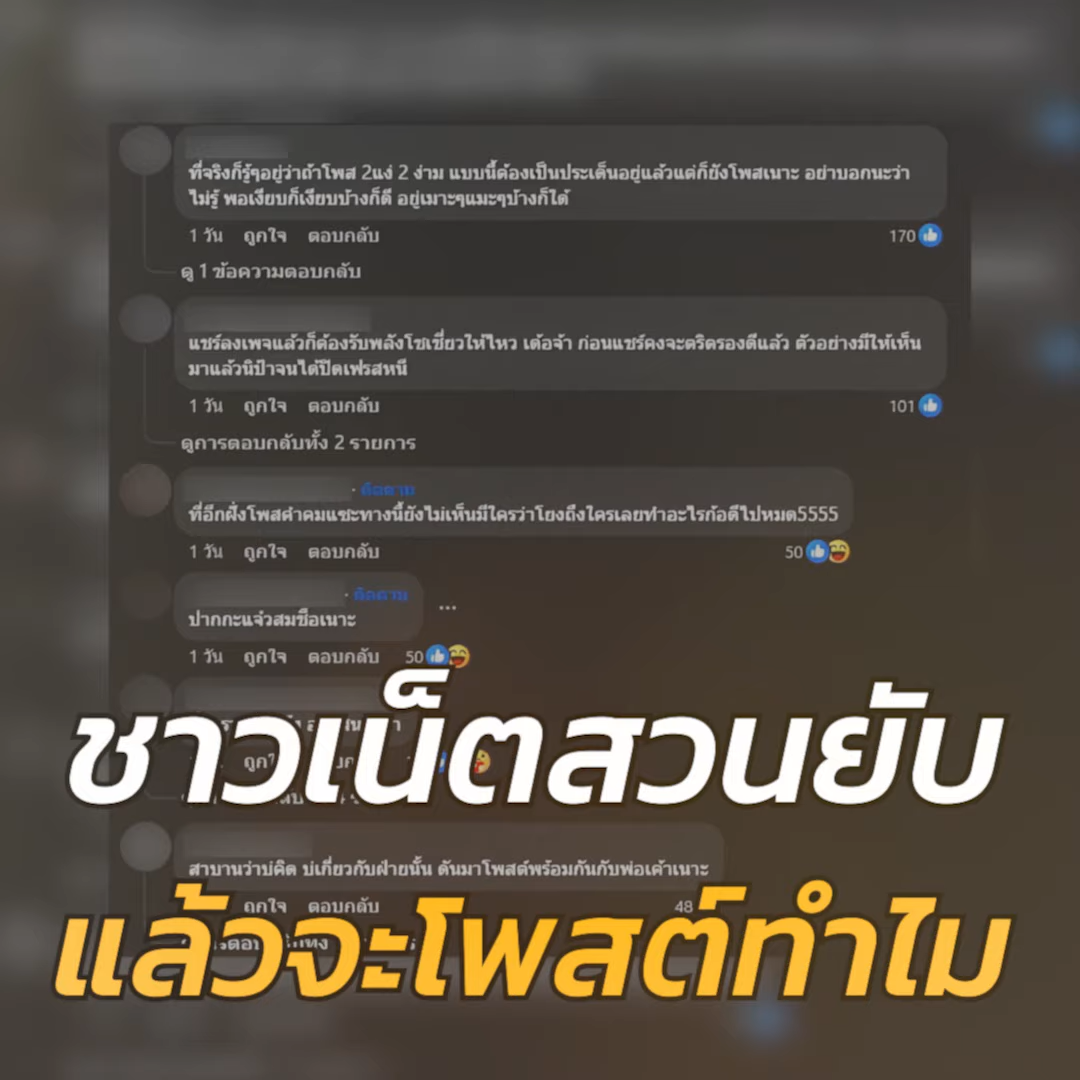 ที่จริงก็รู้ๆอยู่ว่าถ้าโพส 2แง่ 2 ง่าม แบบนี้ต้องเป็นประเด็นอยู่แล้วแต่ก็ยังโพสเนาะ อย่าบอกนะว่า
ไม่รู้ พอเงียบก็เงียบบ้างก็ดี อยู่เมาะๆแมะๆบ้างก็ได้
1 วัน ถูกใจ ตอบกลับ 170
ดู 1 ข้อความตอบกลับ
แชร์ลงเพจแล้วก็ต้องรับพลังโซเชี่ยวให้ไหว เด้อจ้า ก่อนแชร์คงจะตริตรองดีแล้ว ตัวอย่างมีให้เห็น
มาแล้วนิป้าจนได้ปิดเฟรสหนี
1 วัน ถูกใจ ตอบกลับ 101
ดูการตอบกลับทั้ง 2 รายการ
· ติดตาม
ที่อีกฝั่งโพสคำคมแซะทางนี้ยังไม่เห็นมีใครว่าโยงถึงใครเลยทำอะไรก้อดีไปหมด5555
1 วัน ถูกใจ ตอบกลับ 50
· ติดตาม
ปากกะแจ๋วสมชื่อเนาะ
1 วัน ถูกใจ ตอบกลับ 50
ชาวเน็ตสวนยับ
สาบานว่าบ่คิด บ่เกี่ยวกับฝ่ายนั้น ดันมาโพสต์พร้อมกันกับพ่อเค้าเนาะ
ถูกใจ ตอบกลับ 48
แล้วจะโพสต์ทำไม